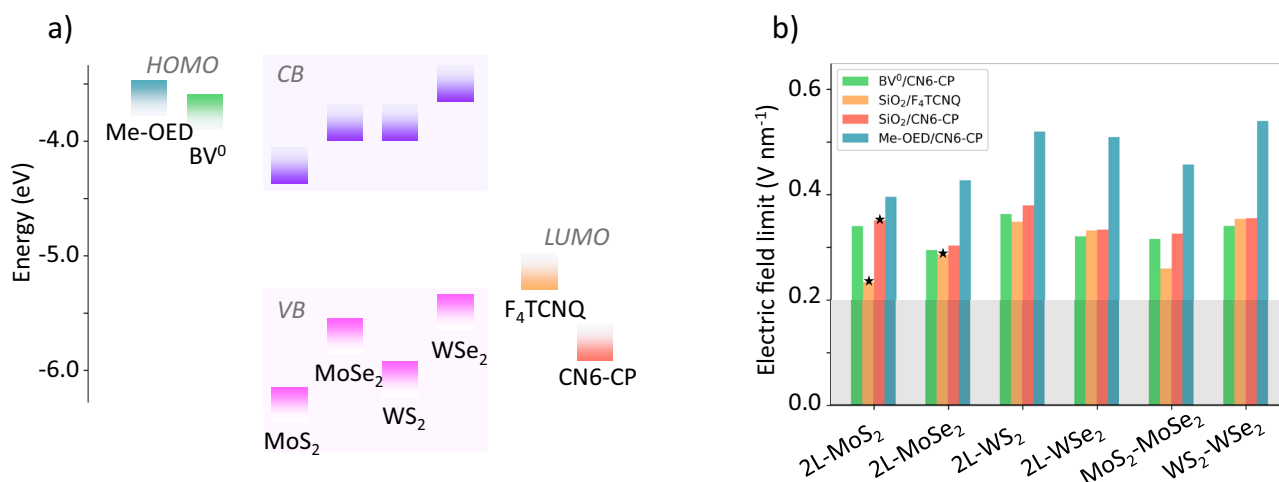 a)
HOMO
CB
Me-OED
BV⁰
-4.0
Energy (eV)
-5.0
LUMO
F₄TCNQ
VB
WSe₂
MoSe₂
CN6-CP
-6.0
WS₂
MoS₂
b)
BV⁰/CN6-CP
SiO₂/F₄TCNQ
SiO₂/CN6-CP
Me-OED/CN6-CP
Electric field limit (V nm⁻¹)
0.6
0.4
0.2
0.0
2L-MoS₂
2L-MoSe₂
2L-WS₂
2L-WSe₂
MoS₂-MoSe₂
WS₂-WSe₂